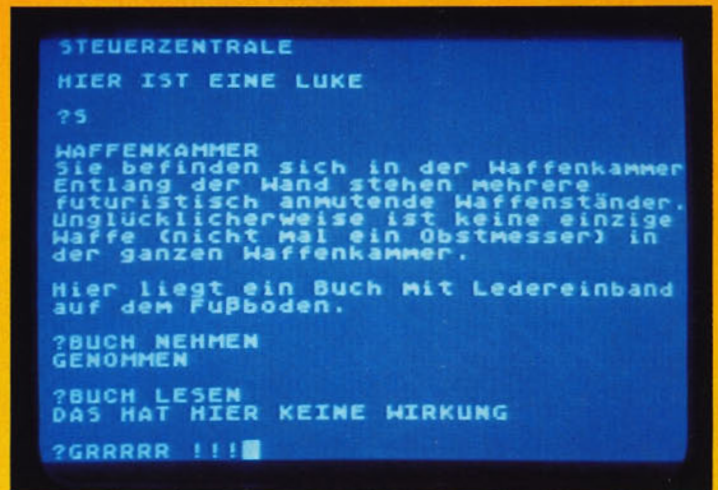 STEUERZENTRALE
HIER IST EINE LUKE
?S
WAFFENKAMMER
Sie befinden sich in der Waffenkammer
Entlang der Wand stehen mehrere
futuristisch anmutende Waffenständer.
Unglücklicherweise ist keine einzige
Waffe (nicht mal ein Obstmesser) in
der ganzen Waffenkammer.
Hier liegt ein Buch mit Ledereinband
auf dem Fußboden.
?BUCH NEHMEN
GENOMMEN
?BUCH LESEN
DAS HAT HIER KEINE WIRKUNG
?GRRRRR !!!